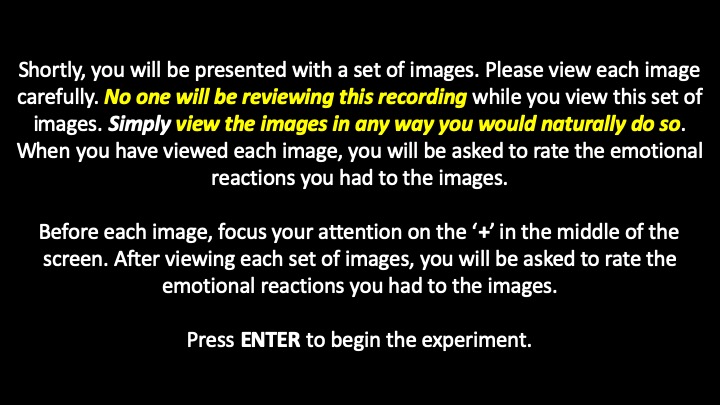 Shortly, you will be presented with a set of images. Please view each image
carefully. No one will be reviewing this recording while you view this set of
images. Simply view the images in any way you would naturally do so.
When you have viewed each image, you will be asked to rate the emotional
reactions you had to the images.
Before each image, focus your attention on the ‘+’ in the middle of the
screen. After viewing each set of images, you will be asked to rate the
emotional reactions you had to the images.
Press ENTER to begin the experiment.